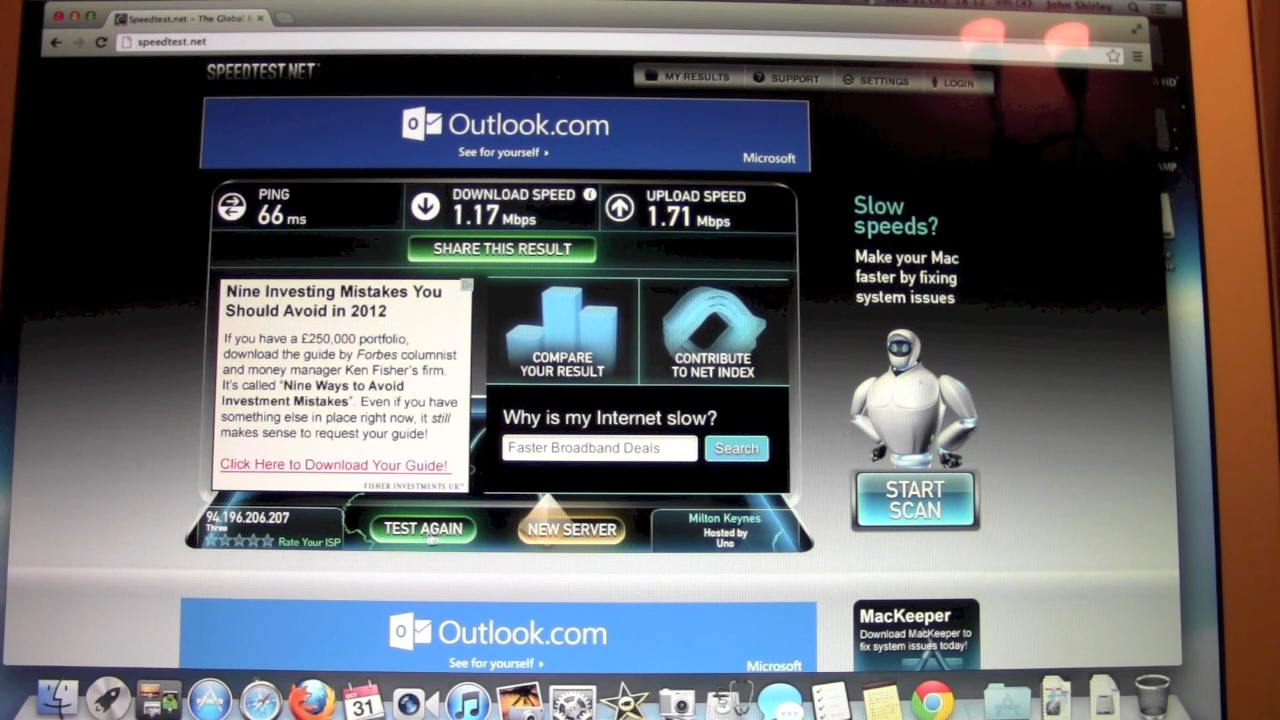 Speedtest.net – The Global
John Shirley
speedtest.net
SPEEDTEST.NET
MY RESULTS
SUPPORT
SETTINGS
LOGIN
Outlook.com
See for yourself
Microsoft
PING
66 ms
DOWNLOAD SPEED
1.17 Mbps
UPLOAD SPEED
1.71 Mbps
SHARE THIS RESULT
Nine Investing Mistakes You
Should Avoid in 2012
If you have a £250,000 portfolio,
download the guide by Forbes columnist
and money manager Ken Fisher's firm.
It's called "Nine Ways to Avoid
Investment Mistakes". Even if you have
something else in place right now, it still
makes sense to request your guide!
Click Here to Download Your Guide!
FISHER INVESTMENTS UK™
COMPARE
YOUR RESULT
CONTRIBUTE
TO NET INDEX
Why is my Internet slow?
Faster Broadband Deals
Search
Slow
speeds?
Make your Mac
faster by fixing
system issues
START
SCAN
94.196.206.207
Three
Rate Your ISP
TEST AGAIN
NEW SERVER
Milton Keynes
Hosted by
Uno
Outlook.com
See for yourself
Microsoft
MacKeeper
Download MacKeeper to
fix system issues today!
OCT
31